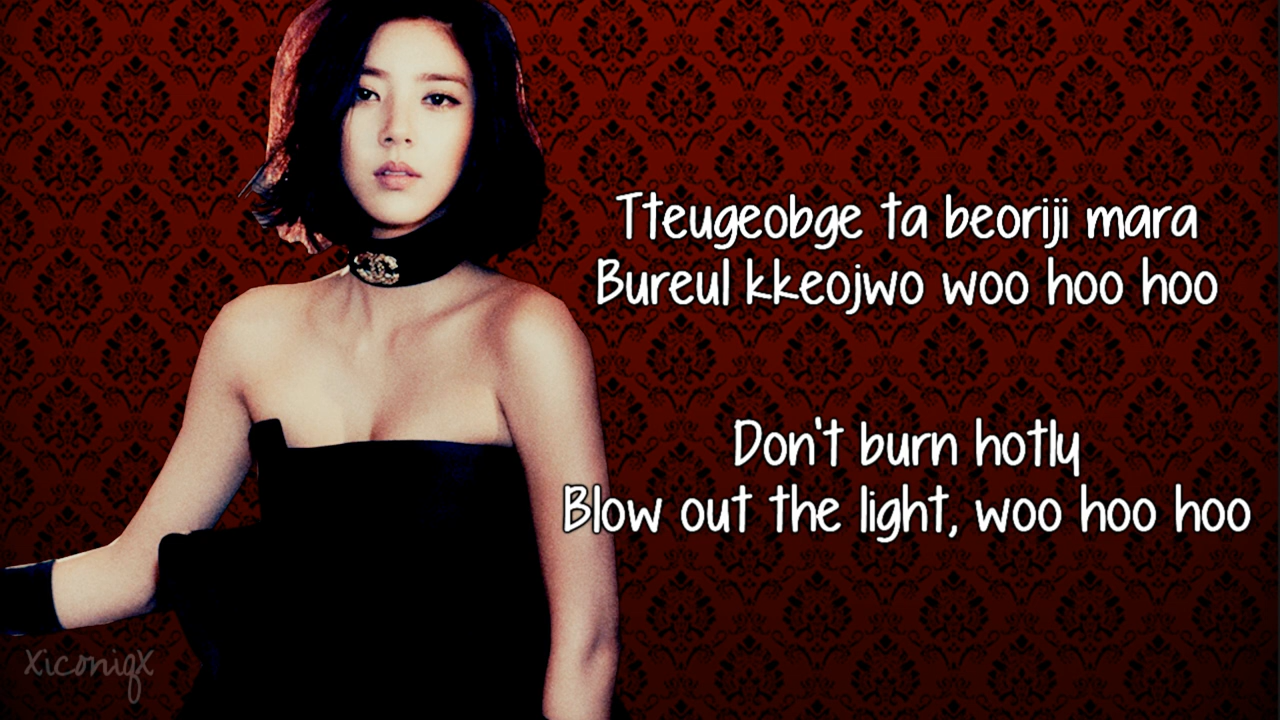 Tteugeobge ta beoriji mara
Bureul kkeojwo woo hoo hoo
Don't burn hotly
Blow out the light, woo hoo hoo
xiconiqx